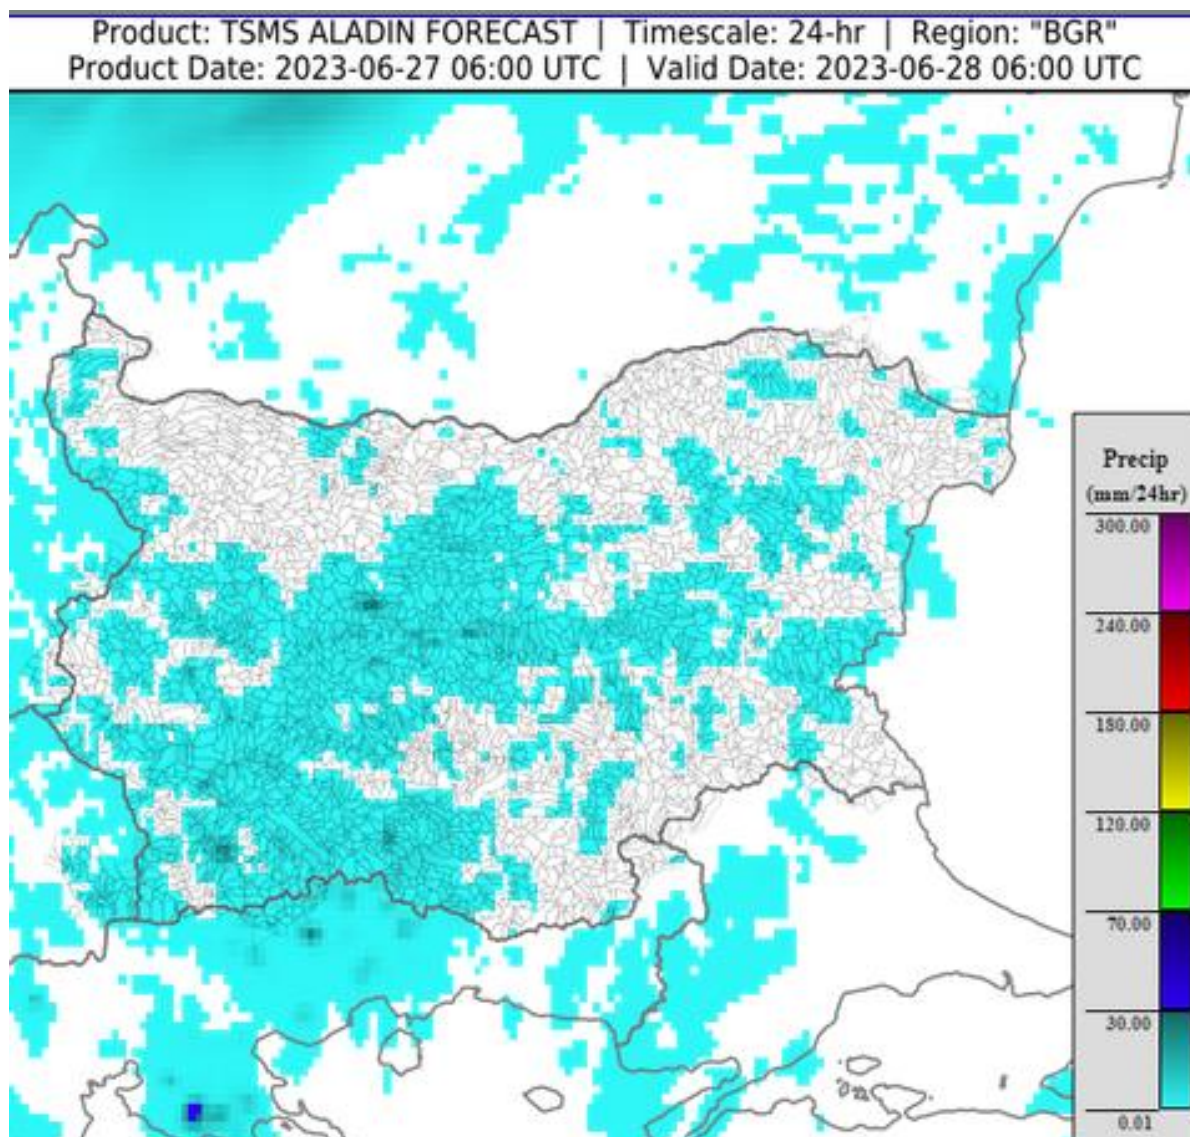 Product: TSMS ALADIN FORECAST | Timescale: 24-hr | Region: "BGR"
Product Date: 2023-06-27 06:00 UTC | Valid Date: 2023-06-28 06:00 UTC
Precip
(mm/24hr)
300.00
240.00
180.00
120.00
70.00
30.00
0.01